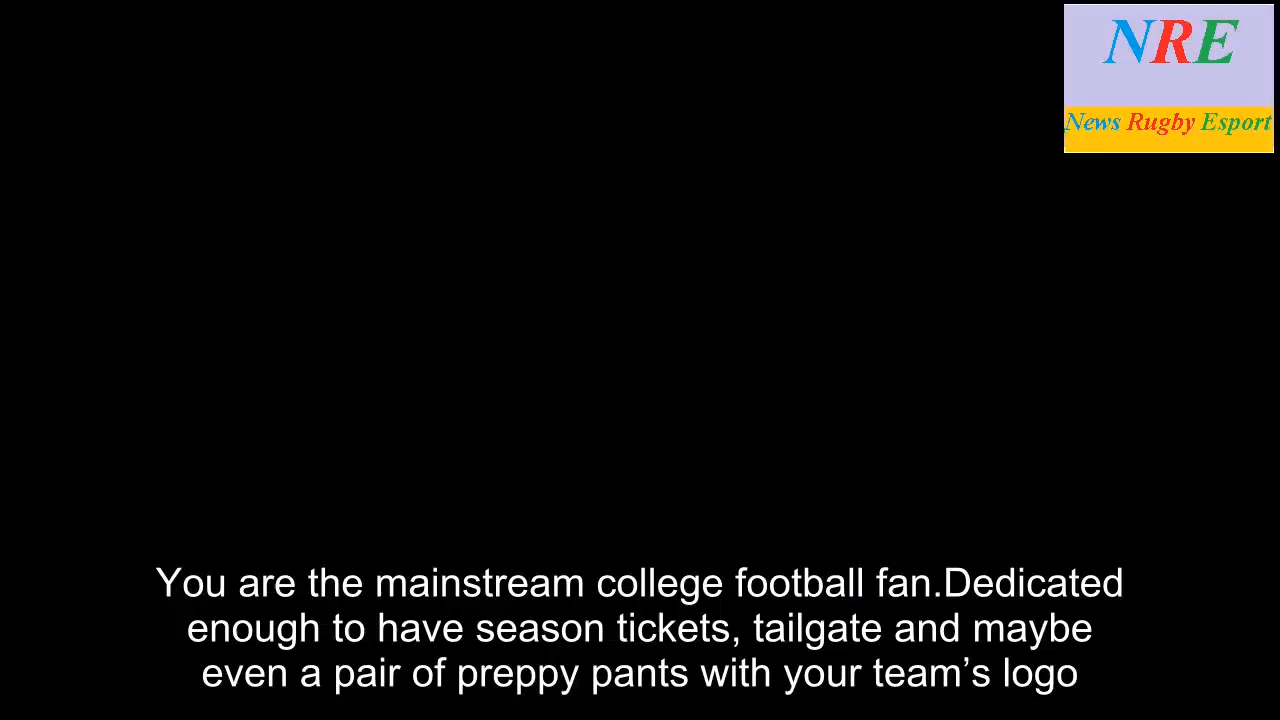 NRE
News Rugby Esport
You are the mainstream college football fan.Dedicated
enough to have season tickets, tailgate and maybe
even a pair of preppy pants with your team’s logo